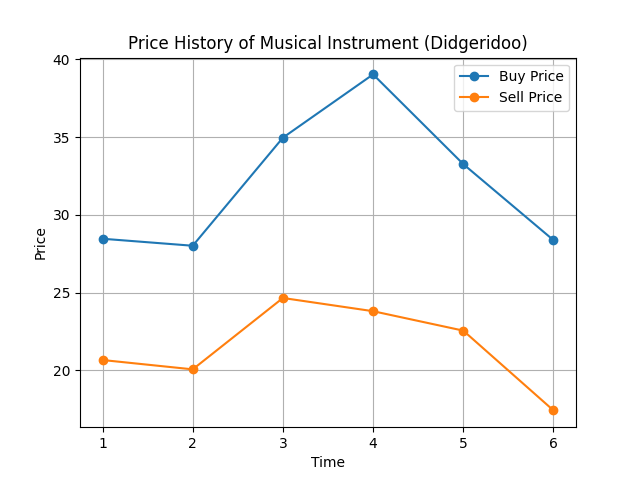 Price History of Musical Instrument (Didgeridoo)
Buy Price
Sell Price
Price
40
35
30
25
20
1 2 3 4 5 6
Time